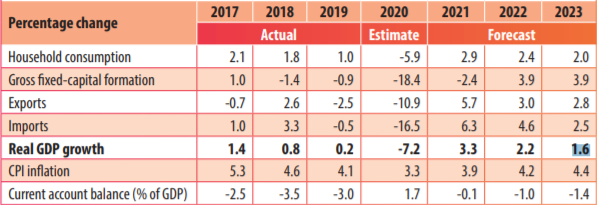 Percentage change 2017 2018 2019 2020 2021 2022 2023
Actual Estimate Forecast
Household consumption 2.1 1.8 1.0 -5.9 2.9 2.4 2.0
Gross fixed-capital formation 1.0 -1.4 -0.9 -18.4 -2.4 3.9 3.9
Exports -0.7 2.6 -2.5 -10.9 5.7 3.0 2.8
Imports 1.0 3.3 -0.5 -16.5 6.3 4.6 2.5
Real GDP growth 1.4 0.8 0.2 -7.2 3.3 2.2 1.6
CPI inflation 5.3 4.6 4.1 3.3 3.9 4.2 4.4
Current account balance (% of GDP) -2.5 -3.5 -3.0 1.7 -0.1 -1.0 -1.4